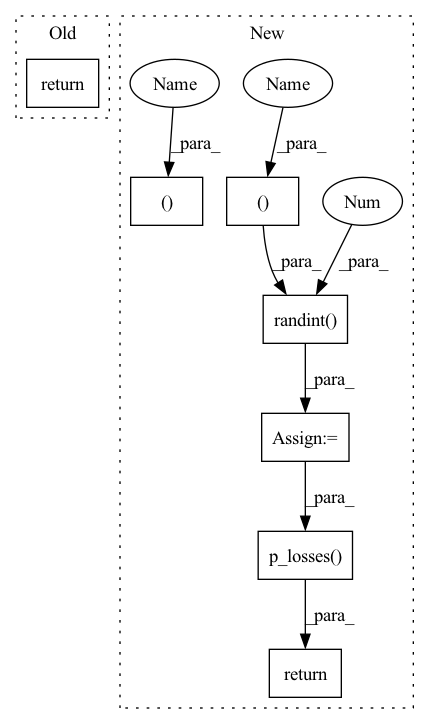 Old
New
return
Name
Name
_para_
_para_
()
()
Num
_para_
_para_
randint()
_para_
Assign:=
_para_
p_losses()
_para_
return